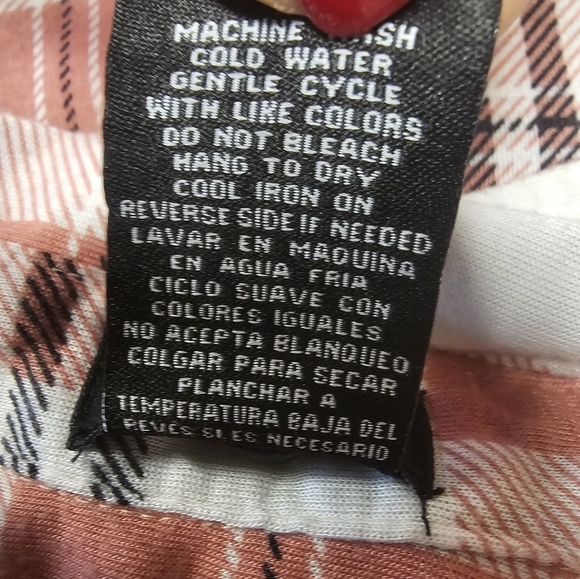 MACHINE WASH
COLD WATER
GENTLE CYCLE
WITH LIKE COLORS
DO NOT BLEACH
HANG TO DRY
COOL IRON ON
REVERSE SIDE IF NEEDED
LAVAR EN MAQUINA
EN AGUA FRIA
CICLO SUAVE CON
COLORES IGUALES
NO ACEPTA BLANQUEO
COLGAR PARA SECAR
PLANCHAR A
TEMPERATURA BAJA DEL
REVÉS SI ES NECESARIO